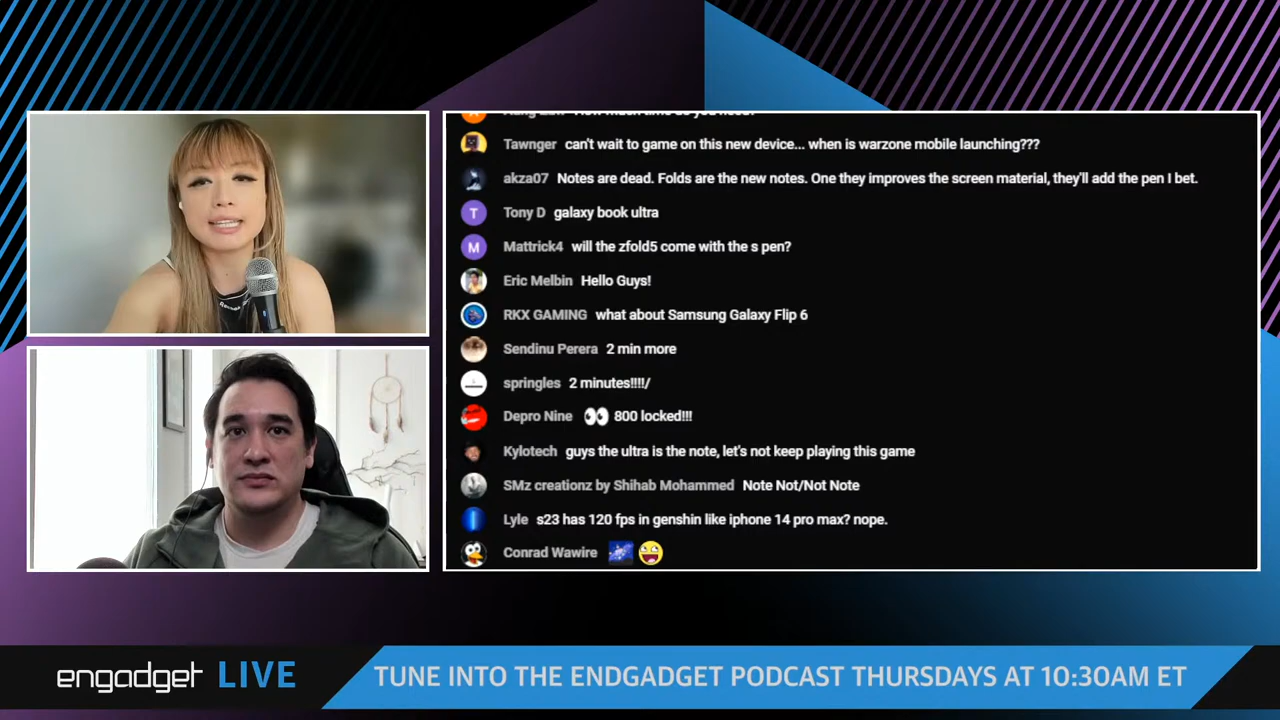 Tawnger can't wait to game on this new device... when is warzone mobile launching???
akza07 Notes are dead. Folds are the new notes. One they improves the screen material, they'll add the pen I bet.
T Tony D galaxy book ultra
M Mattrick4 will the zfold5 come with the s pen?
Eric Melbin Hello Guys!
RKX GAMING what about Samsung Galaxy Flip 6
Sendinu Perera 2 min more
springles 2 minutes!!!!/
Depro Nine 👀 800 locked!!!
Kylotech guys the ultra is the note, let's not keep playing this game
SMz creationz by Shihab Mohammed Note Not/Not Note
Lyle s23 has 120 fps in genshin like iphone 14 pro max? nope.
Conrad Wawire
engadget LIVE
TUNE INTO THE ENDGADGET PODCAST THURSDAYS AT 10:30AM ET